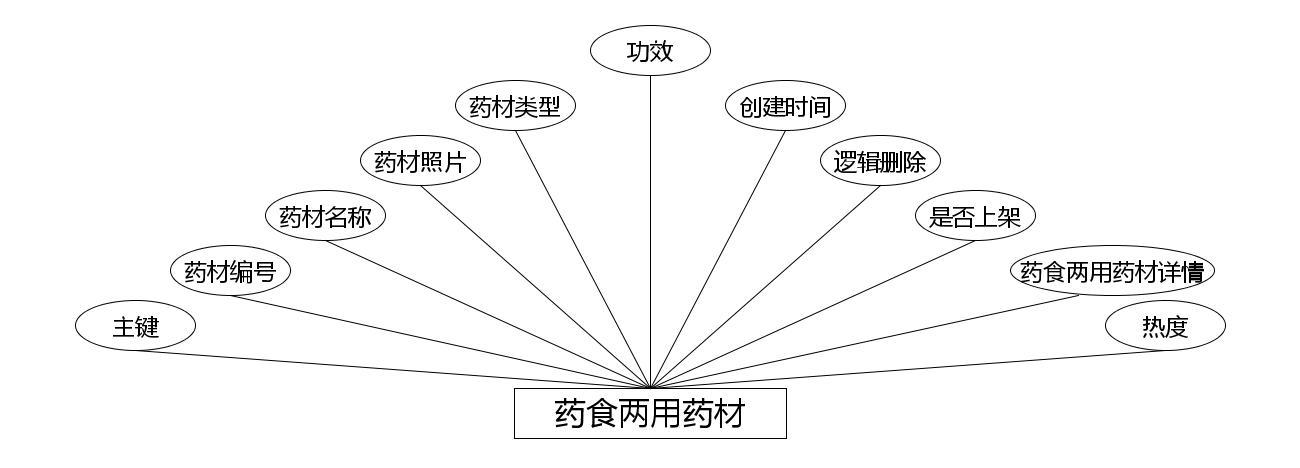 功效
药材类型
创建时间
药材照片
逻辑删除
药材名称
是否上架
药材编号
药食两用药材详情
主键
热度
药食两用药材